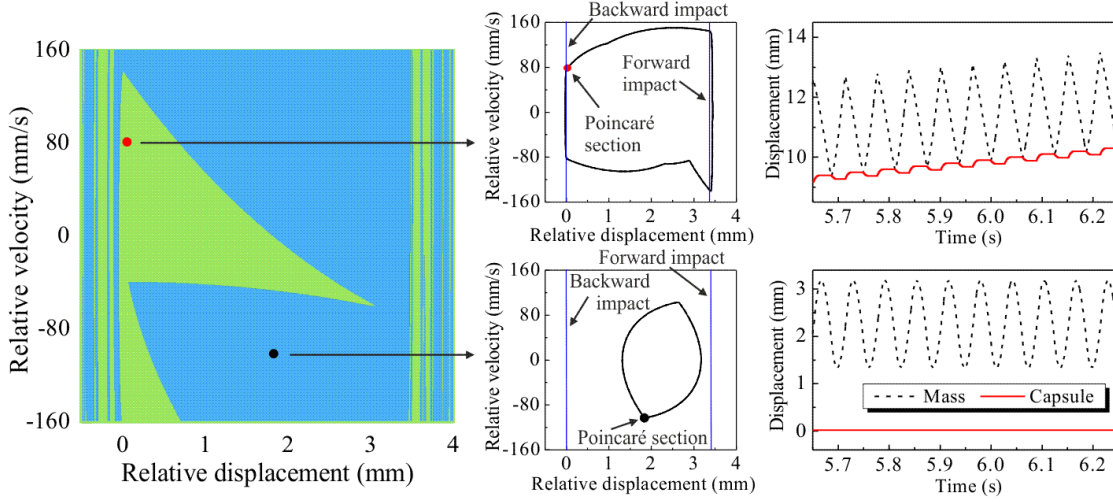 160
80
0
-80
-160
Relative velocity (mm/s)
0
1
2
3
4
Relative displacement (mm)
Backward impact
160
80
0
-80
-160
Relative velocity (mm/s)
Forward
impact
Poincaré
section
0
1
2
3
4
Relative displacement (mm)
14
12
10
Displacement (mm)
5.7
5.8
5.9
6.0
6.1
6.2
Time (s)
Forward impact
160
80
0
-80
-160
Relative velocity (mm/s)
Backward
impact
Poincaré section
0
1
2
3
4
Relative displacement (mm)
3
2
1
0
Displacement (mm)
Mass
Capsule
5.7
5.8
5.9
6.0
6.1
6.2
Time (s)